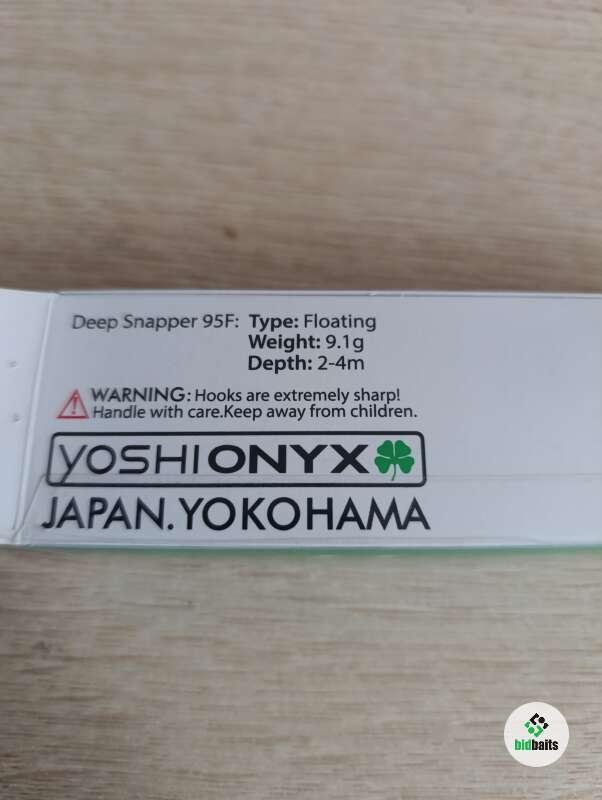 Deep Snapper 95F: Type: Floating
Weight: 9.1g
Depth: 2-4m
WARNING: Hooks are extremely sharp!
Handle with care.Keep away from children.
YOSHIONYX
JAPAN.YOKOHAMA
bidbaits